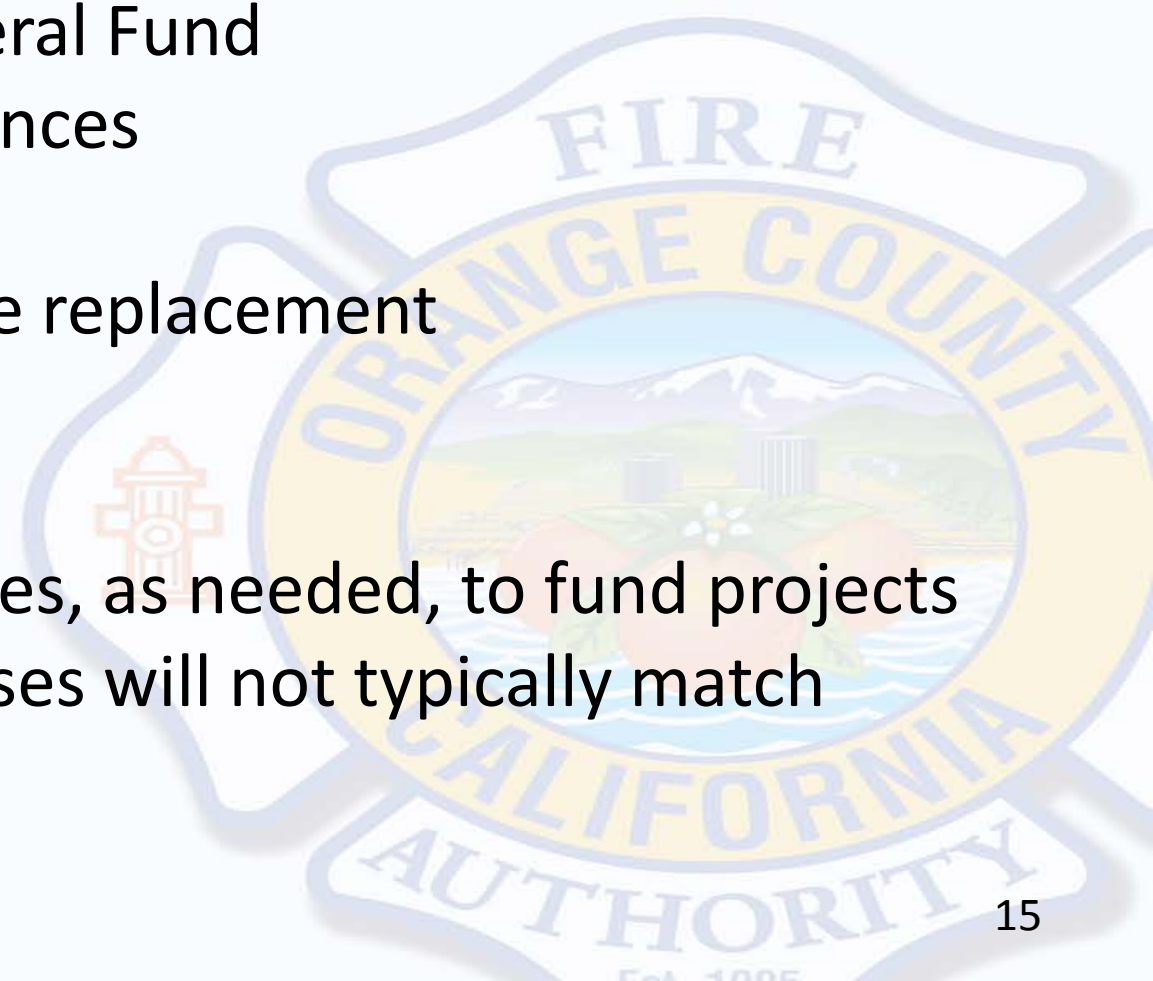 eral Fund
nces
e replacement
es, as needed, to fund projects
ses will not typically match
FIRE
ORANGE COUNTY
CALIFORNIA
AUTHORITY
15